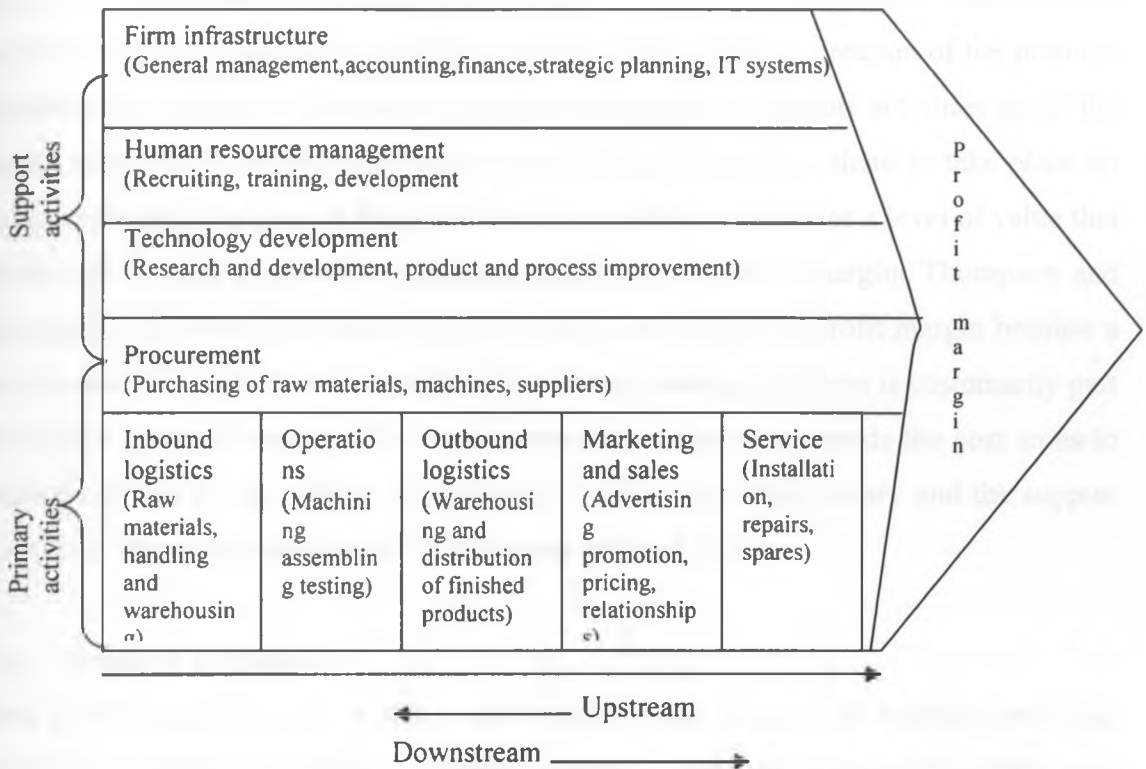 Firm infrastructure
(General management,accounting,finance,strategic planning, IT systems)
Human resource management
(Recruiting, training, development
Technology development
(Research and development, product and process improvement)
Procurement
(Purchasing of raw materials, machines, suppliers)
Support
activities
Primary
activities
Inbound
logistics
(Raw
materials,
handling
and
warehousin
g)
Operatio
ns
(Machini
ng
assemblin
g testing)
Outbound
logistics
(Warehousi
ng and
distribution
of finished
products)
Marketing
and sales
(Advertisin
g
promotion,
pricing,
relationship
s)
Service
(Installati
on,
repairs,
spares)
Profit margin
Upstream
Downstream